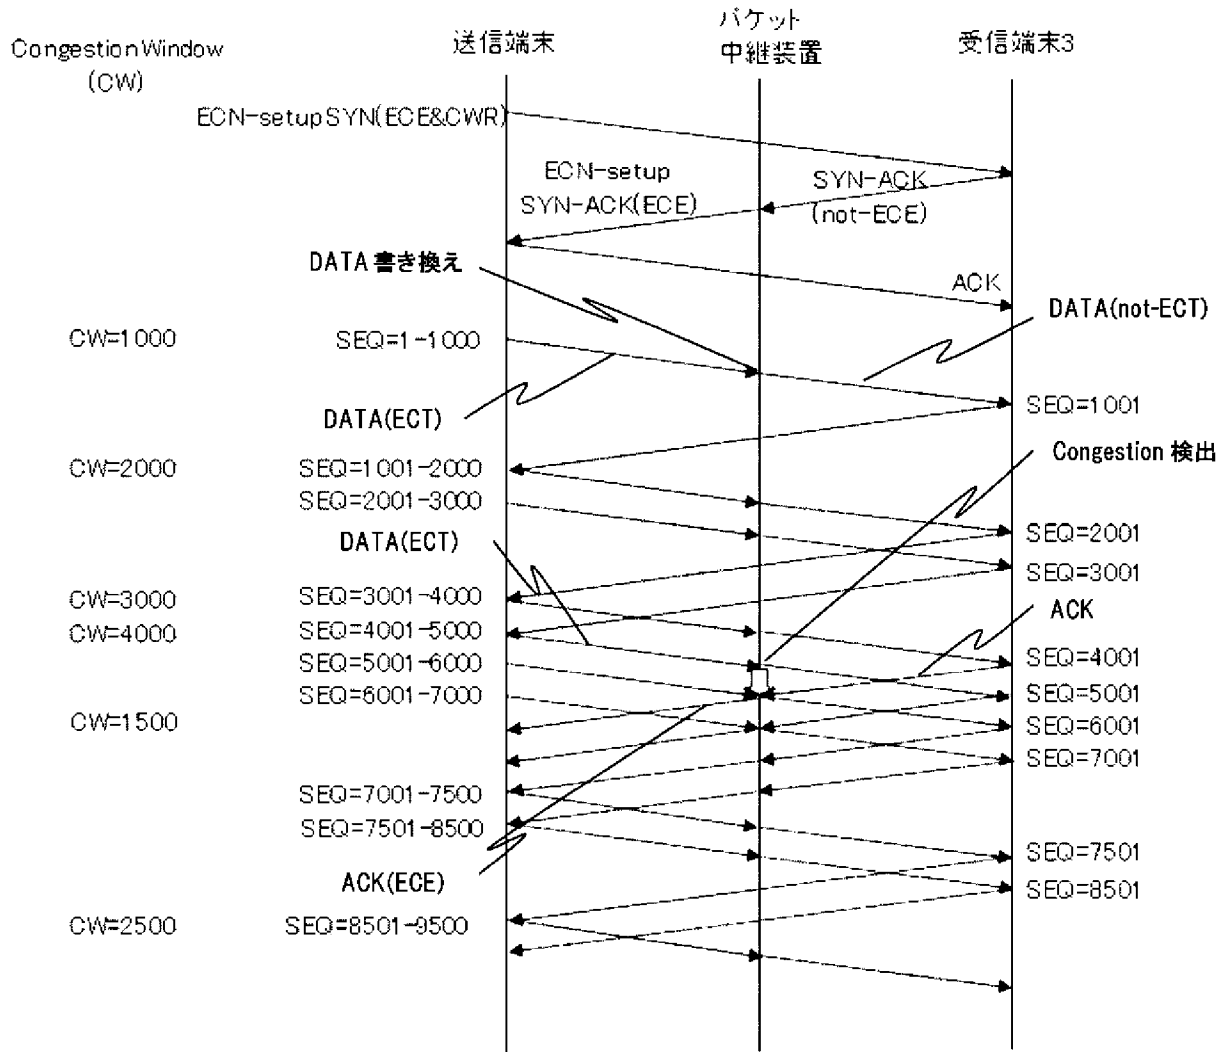 パケット
送信端末
受信端末3
中継装置
Congestion Window
(CW)
ECN-setup SYN(ECE&CWR)
ECN-setup
SYN-ACK(ECE)
SYN-ACK
(not-ECE)
DATA 書き換え
ACK
DATA(not-ECT)
CW=1000
SEQ=1-1000
SEQ=1001
DATA(ECT)
Congestion 検出
CW=2000
SEQ=1001-2000
SEQ=2001-3000
SEQ=2001
DATA(ECT)
SEQ=3001
CW=3000
SEQ=3001-4000
ACK
CW=4000
SEQ=4001-5000
SEQ=4001
SEQ=5001-6000
SEQ=5001
SEQ=6001-7000
CW=1500
SEQ=6001
SEQ=7001
SEQ=7001-7500
SEQ=7501-8500
SEQ=7501
ACK(ECE)
SEQ=8501
CW=2500
SEQ=8501-9500